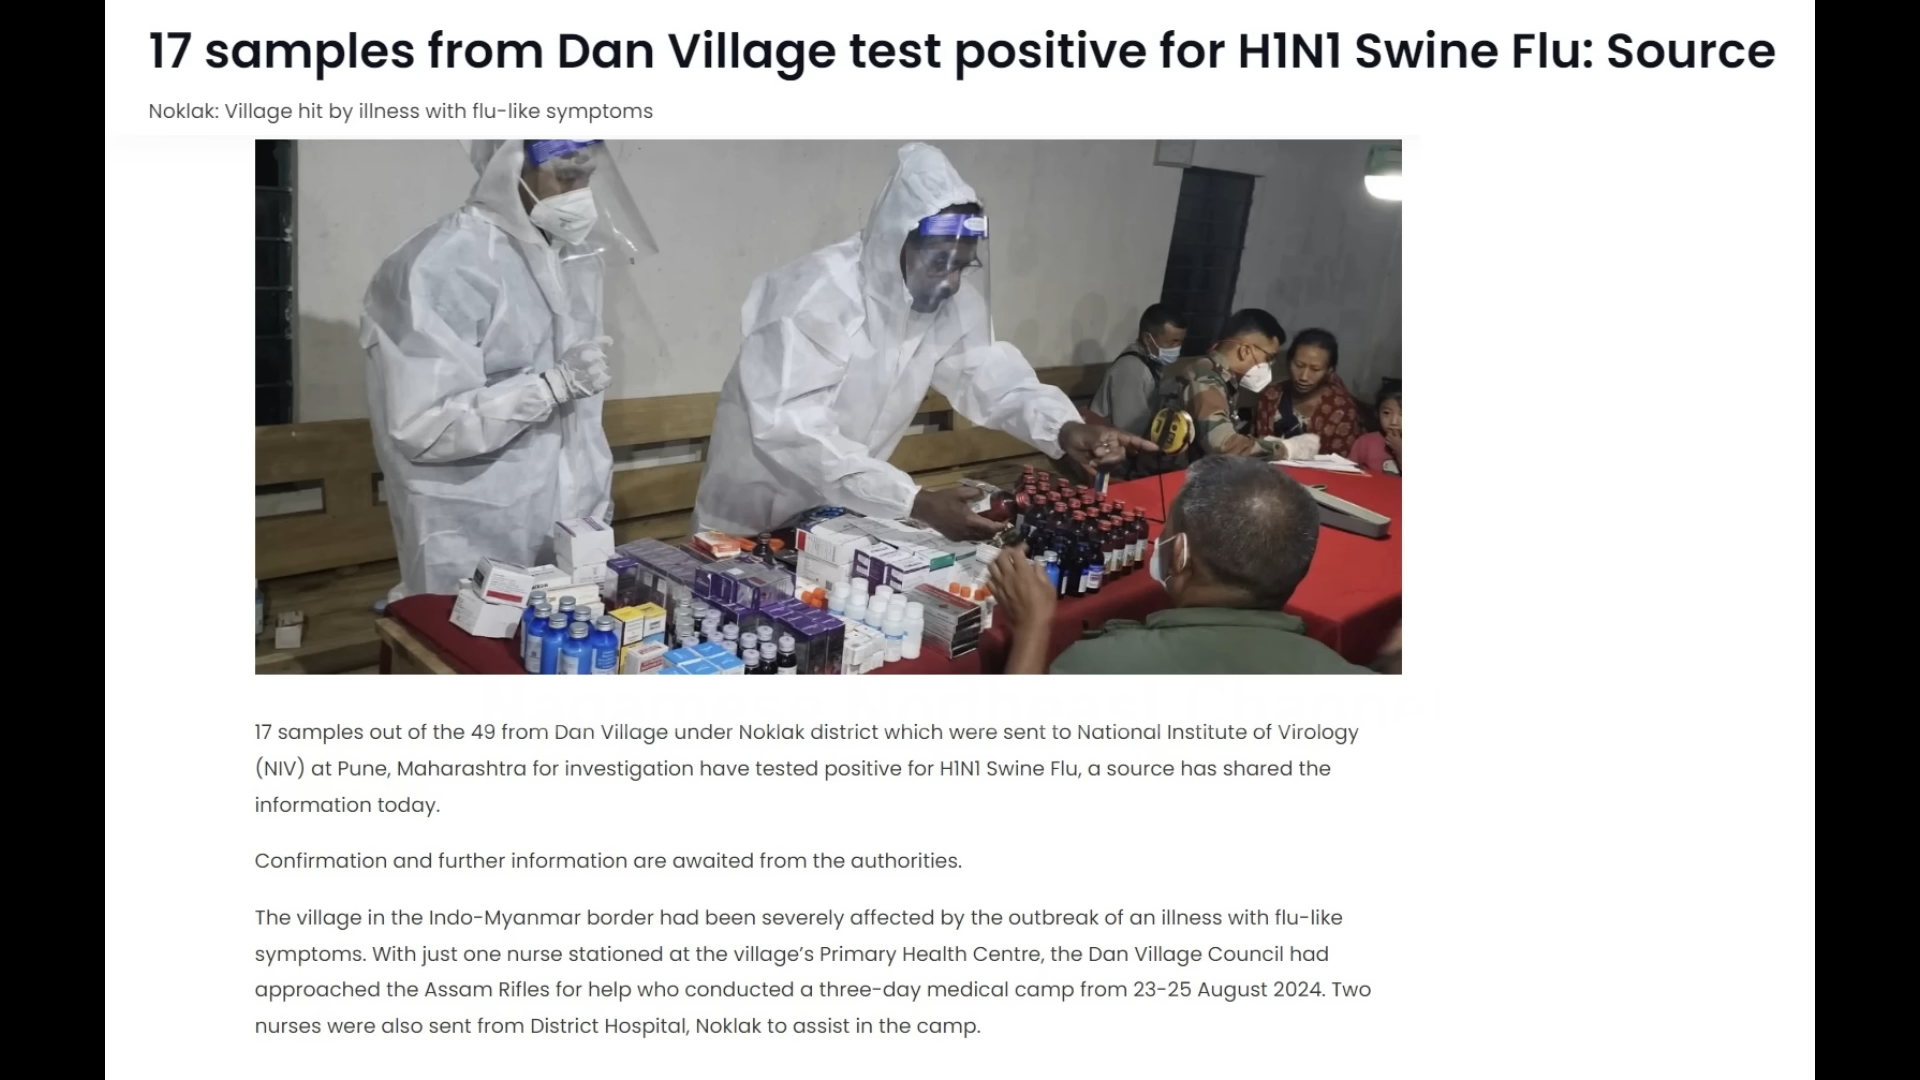 17 samples from Dan Village test positive for H1N1 Swine Flu: Source
Noklak: Village hit by illness with flu-like symptoms
17 samples out of the 49 from Dan Village under Noklak district which were sent to National Institute of Virology
(NIV) at Pune, Maharashtra for investigation have tested positive for H1N1 Swine Flu, a source has shared the
information today.
Confirmation and further information are awaited from the authorities.
The village in the Indo-Myanmar border had been severely affected by the outbreak of an illness with flu-like
symptoms. With just one nurse stationed at the village’s Primary Health Centre, the Dan Village Council had
approached the Assam Rifles for help who conducted a three-day medical camp from 23-25 August 2024. Two
nurses were also sent from District Hospital, Noklak to assist in the camp.